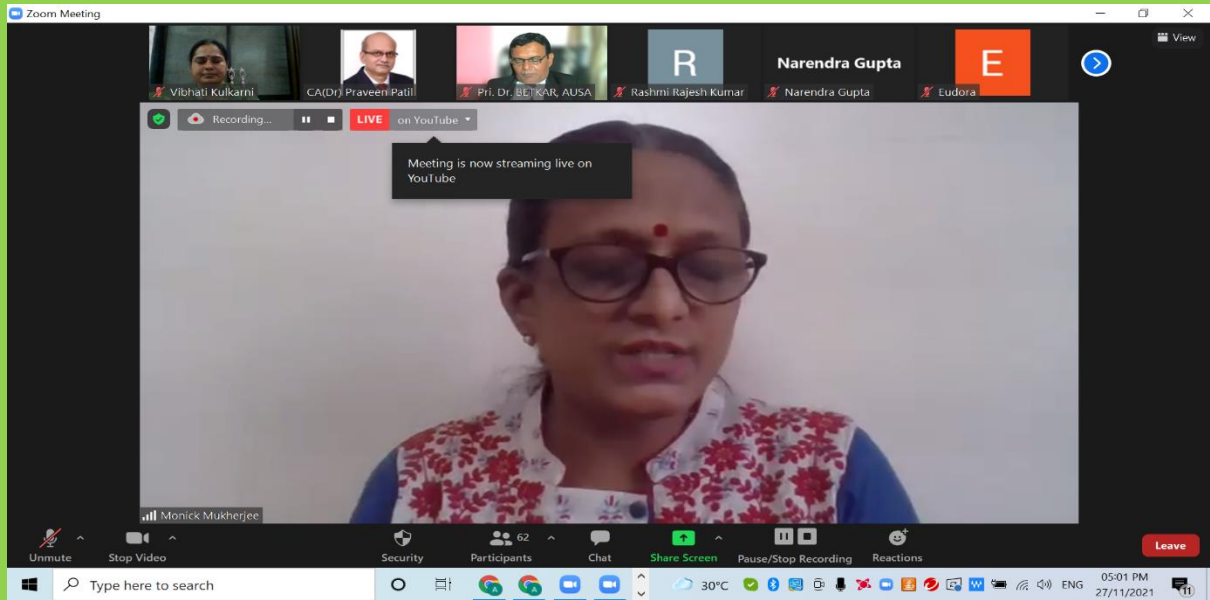 Zoom Meeting
View
Vibhati Kulkarni
CA(Dr) Praveen Patil
Pri. Dr. BETKAR, AUSA
R
Rashmi Rajesh Kumar
Narendra Gupta
Narendra Gupta
E
Eudora
Recording...
LIVE on YouTube
Meeting is now streaming live on
YouTube
Monick Mukherjee
Unmute
Stop Video
Security
62
Participants
Chat
Share Screen
Pause/Stop Recording
Reactions
Leave
Type here to search
30°C
ENG
05:01 PM
27/11/2021
11